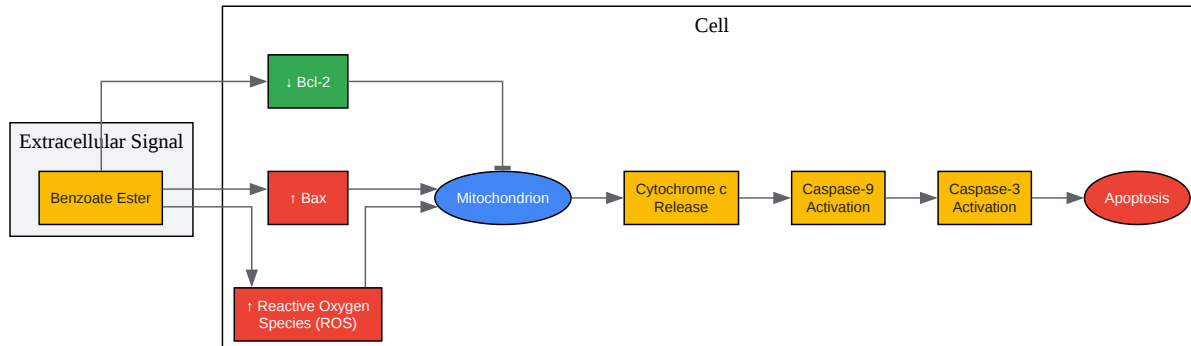 Cell
↓ Bcl-2
Extracellular Signal
Benzoate Ester
↑ Bax
Mitochondrion
Cytochrome c
Release
Caspase-9
Activation
Caspase-3
Activation
Apoptosis
↑ Reactive Oxygen
Species (ROS)